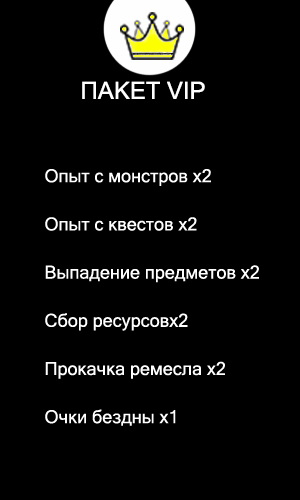 ПАКЕТ VIP
Опыт с монстров x2
Опыт с квестов x2
Выпадение предметов x2
Сбор ресурсовx2
Прокачка ремесла x2
Очки бездны x1